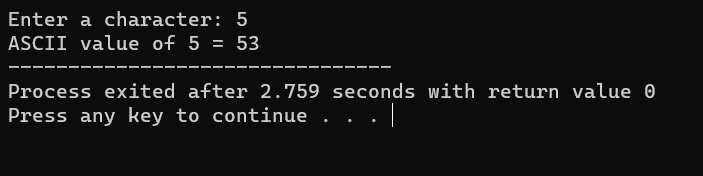 Enter a character: 5
ASCII value of 5 = 53
--------------------------------
Process exited after 2.759 seconds with return value 0
Press any key to continue . . .